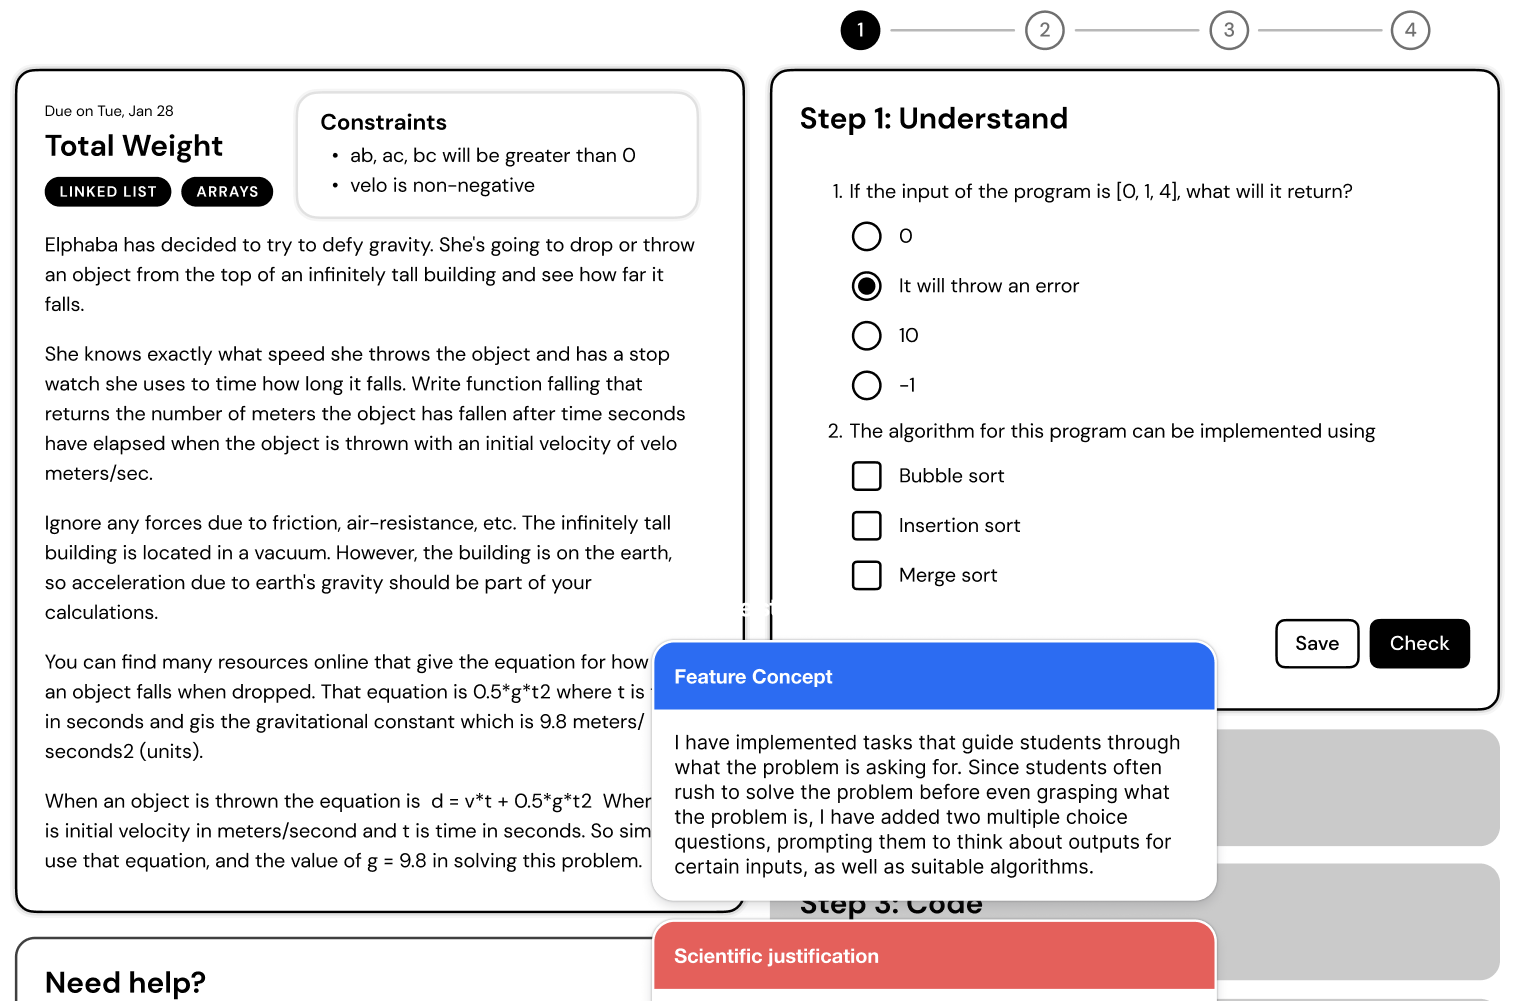 1 2 3 4
Due on Tue, Jan 28
Total Weight
LINKED LIST ARRAYS
Constraints
• ab, ac, bc will be greater than 0
• velo is non-negative
Elphaba has decided to try to defy gravity. She's going to drop or throw
an object from the top of an infinitely tall building and see how far it
falls.
She knows exactly what speed she throws the object and has a stop
watch she uses to time how long it falls. Write function falling that
returns the number of meters the object has fallen after time seconds
have elapsed when the object is thrown with an initial velocity of velo
meters/sec.
Ignore any forces due to friction, air-resistance, etc. The infinitely tall
building is located in a vacuum. However, the building is on the earth,
so acceleration due to earth's gravity should be part of your
calculations.
You can find many resources online that give the equation for how
an object falls when dropped. That equation is 0.5*g*t2 where t is
in seconds and gis the gravitational constant which is 9.8 meters/
seconds2 (units).
When an object is thrown the equation is d = v*t + 0.5*g*t2
is initial velocity in meters/second and t is time in seconds. So
use that equation, and the value of g = 9.8 in solving this problem.
Need help?
Step 1: Understand
1. If the input of the program is [0, 1, 4], what will it return?
0
It will throw an error
10
-1
2. The algorithm for this program can be implemented using
Bubble sort
Insertion sort
Merge sort
Save Check
Feature Concept
I have implemented tasks that guide students through
what the problem is asking for. Since students often
rush to solve the problem before even grasping what
the problem is, I have added two multiple choice
questions, prompting them to think about outputs for
certain inputs, as well as suitable algorithms.
Step 3: Code
Scientific justification